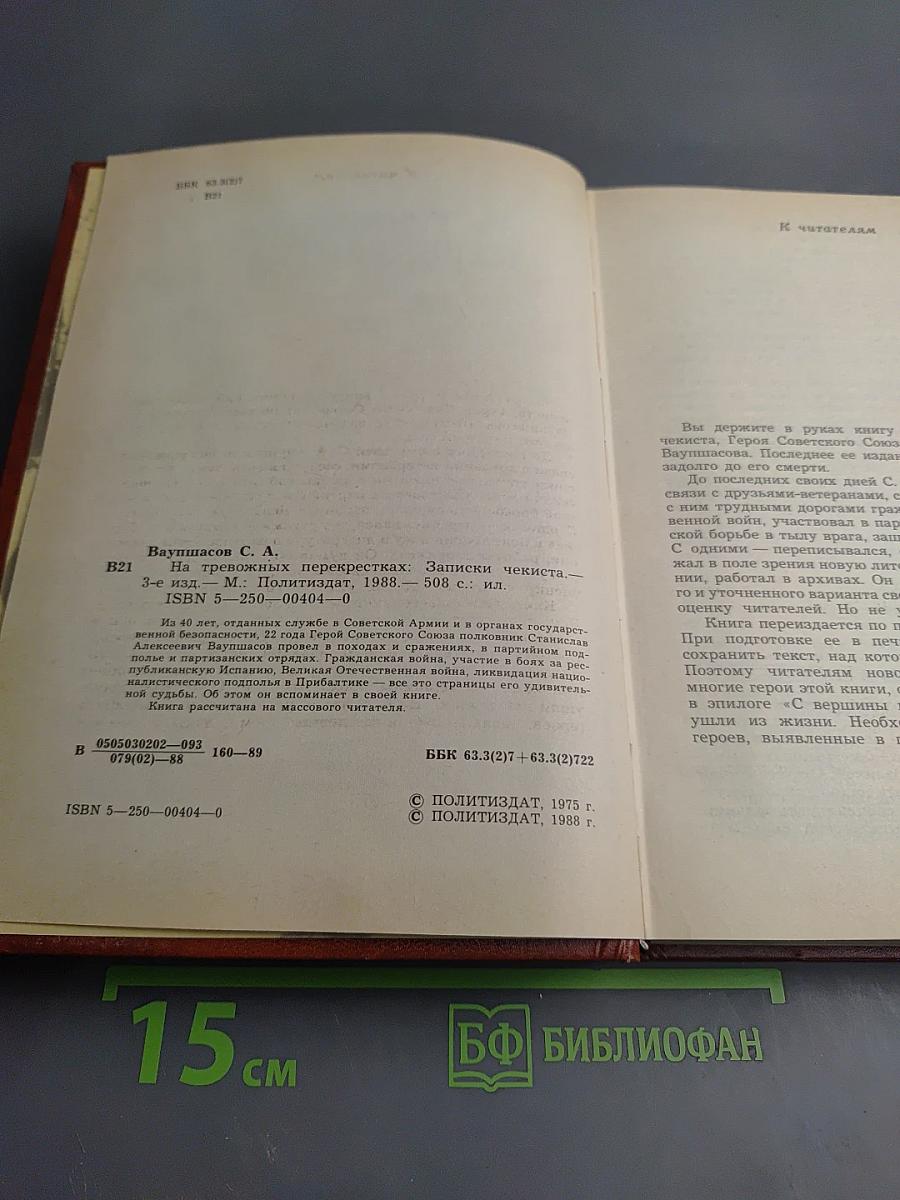 ББК 63.3(2)7
В21
Ваупшасов С. А.
В21 На тревожных перекрестках: Записки чекиста.—
3-е изд.— М.: Политиздат, 1988.— 508 с.: ил.
ISBN 5—250—00404—0
Из 40 лет, отданных службе в Советской Армии и в органах государст-
венной безопасности, 22 года Герой Советского Союза полковник Станислав
Алексеевич Ваупшасов провел в походах и сражениях, в партийном под-
полье и партизанских отрядах. Гражданская война, участие в боях за рес-
публиканскую Испанию, Великая Отечественная война, ликвидация нацио-
налистического подполья в Прибалтике — все это страницы его удивитель-
ной судьбы. Об этом он вспоминает в своей книге.
Книга рассчитана на массового читателя.
В 0505030202—093 160—89
079(02)—88
ББК 63.3(2)7+63.3(2)722
ISBN 5—250—00404—0
© ПОЛИТИЗДАТ, 1975 г.
© ПОЛИТИЗДАТ, 1988 г.
К читателям
Вы держите в руках книгу
чекиста, Героя Советского Союз
Ваупшасова. Последнее ее издан
задолго до его смерти.
До последних своих дней С.
связи с друзьями-ветеранами, с
с ним трудными дорогами граж
венной войн, участвовал в пар
ской борьбе в тылу врага, защ
С одними — переписывался,
жал в поле зрения новую лите
нии, работал в архивах. Он
го и уточненного варианта сво
оценку читателей. Но не у
Книга переиздается по п
При подготовке ее в печ
сохранить текст, над кото
Поэтому читателям ново
многие герои этой книги, с
в эпилоге «С вершины
ушли из жизни. Необхо
героев, выявленные в п
15 см
БФ БИБЛИОФАН